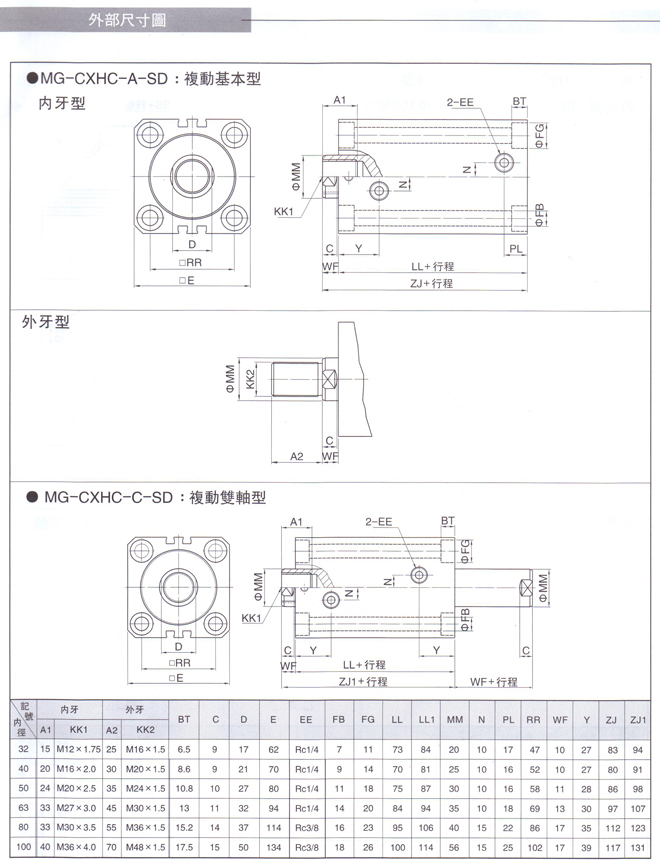 外部尺寸圖
●MG-CXHC-A-SD：複動基本型
內牙型
A1
2-EE
BT
ΦFG
ΦMM
N
N
KK1
ΦFB
D
□RR
□E
C
Y
PL
WF
LL+行程
ZJ+行程
外牙型
ΦMM
KK2
C
A2
WF
● MG-CXHC-C-SD：複動雙軸型
A1
2-EE
BT
ΦFG
ΦMM
N
N
ΦMM
KK1
ΦFB
D
□RR
□E
C
Y
Y
C
WF
LL+行程
ZJ1+行程
WF+行程
記號 內徑 內牙 外牙 BT C D E EE FB FG LL LL1 MM N PL RR WF Y ZJ ZJ1
A1 KK1 A2 KK2
32 15 M12×1.75 25 M16×1.5 6.5 9 17 62 Rc1/4 7 11 73 84 20 10 17 47 10 27 83 94
40 20 M16×2.0 30 M20×1.5 8.6 9 21 70 Rc1/4 9 14 70 81 25 10 16 52 10 27 80 91
50 24 M20×2.5 35 M24×1.5 10.8 10 27 80 Rc1/4 11 18 75 87 30 10 16 58 11 28 86 98
63 33 M27×3.0 45 M30×1.5 13 11 32 94 Rc1/4 14 20 84 94 35 10 18 69 13 30 97 107
80 33 M30×3.5 55 M36×1.5 15.2 14 37 114 Rc3/8 16 23 95 106 40 15 22 86 17 35 112 123
100 40 M36×4.0 70 M48×1.5 17.5 15 50 134 Rc3/8 18 26 100 114 56 15 25 102 17 39 117 131